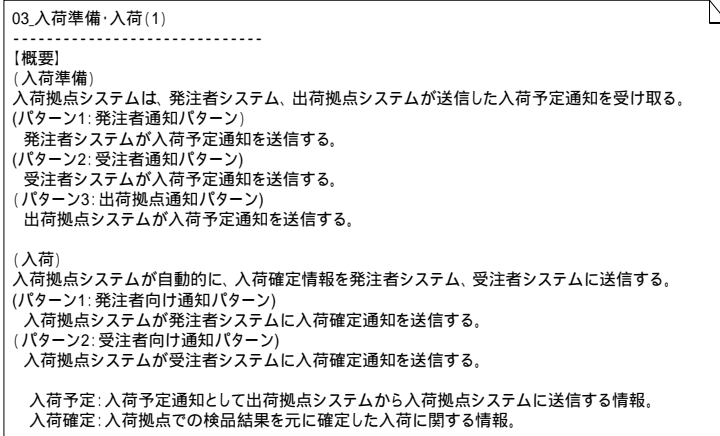 03_入荷準備・入荷(1)
-----------------------------
【概要】
(入荷準備)
入荷拠点システムは、発注者システム、出荷拠点システムが送信した入荷予定通知を受け取る。
(パターン1:発注者通知パターン)
発注者システムが入荷予定通知を送信する。
(パターン2:受注者通知パターン)
受注者システムが入荷予定通知を送信する。
(パターン3:出荷拠点通知パターン)
出荷拠点システムが入荷予定通知を送信する。
(入荷)
入荷拠点システムが自動的に、入荷確定情報を発注者システム、受注者システムに送信する。
(パターン1:発注者向け通知パターン)
入荷拠点システムが発注者システムに入荷確定通知を送信する。
(パターン2:受注者向け通知パターン)
入荷拠点システムが受注者システムに入荷確定通知を送信する。
入荷予定:入荷予定通知として出荷拠点システムから入荷拠点システムに送信する情報。
入荷確定:入荷拠点での検品結果を元に確定した入荷に関する情報。